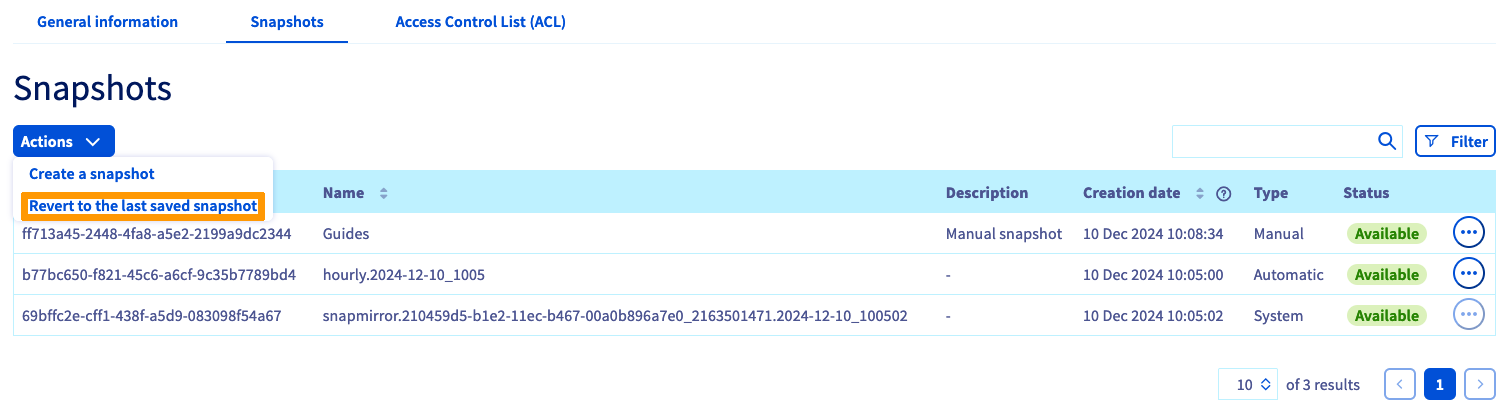 General information Snapshots Access Control List (ACL)
Snapshots
Actions Filter
Create a snapshot
Revert to the last saved snapshot
Name Description Creation date Type Status
ff713a45-2448-4fa8-a5e2-2199a9dc2344 Guides Manual snapshot 10 Dec 2024 10:08:34 Manual Available
b77bc650-f821-45c6-a6cf-9c35b7789bd4 hourly.2024-12-10_1005 - 10 Dec 2024 10:05:00 Automatic Available
69bffc2e-cff1-438f-a5d9-083098f54a67 snapmirror.210459d5-b1e2-11ec-b467-00a0b896a7e0_2163501471.2024-12-10_100502 - 10 Dec 2024 10:05:02 System Available
10 of 3 results 1